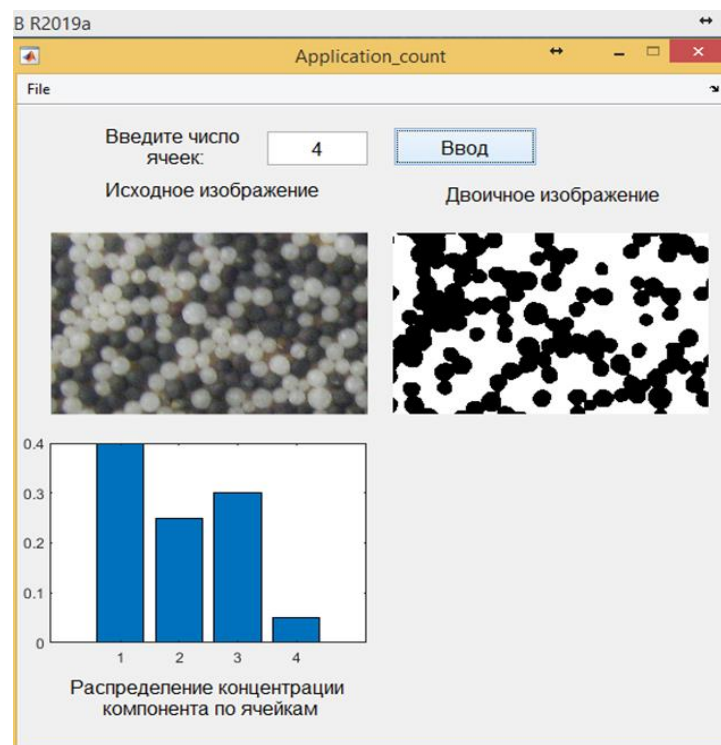 B R2019a
Application_count
File
Введите число
ячеек:
4
Ввод
Исходное изображение
Двоичное изображение
0.4
0.3
0.2
0.1
0
1 2 3 4
Распределение концентрации
компонента по ячейкам